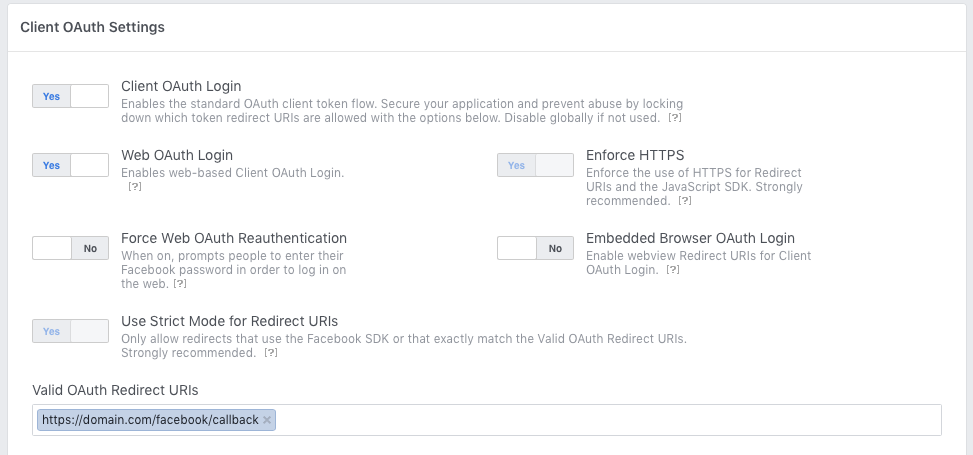 Client OAuth Settings
Yes
Client OAuth Login
Enables the standard OAuth client token flow. Secure your application and prevent abuse by locking
down which token redirect URIs are allowed with the options below. Disable globally if not used. [?]
Yes
Web OAuth Login
Enables web-based Client OAuth Login.
[?]
Yes
Enforce HTTPS
Enforce the use of HTTPS for Redirect
URIs and the JavaScript SDK. Strongly
recommended. [?]
No
Force Web OAuth Reauthentication
When on, prompts people to enter their
Facebook password in order to log in on
the web. [?]
No
Embedded Browser OAuth Login
Enable webview Redirect URIs for Client
OAuth Login. [?]
Yes
Use Strict Mode for Redirect URIs
Only allow redirects that use the Facebook SDK or that exactly match the Valid OAuth Redirect URIs.
Strongly recommended. [?]
Valid OAuth Redirect URIs
https://domain.com/facebook/callback ×